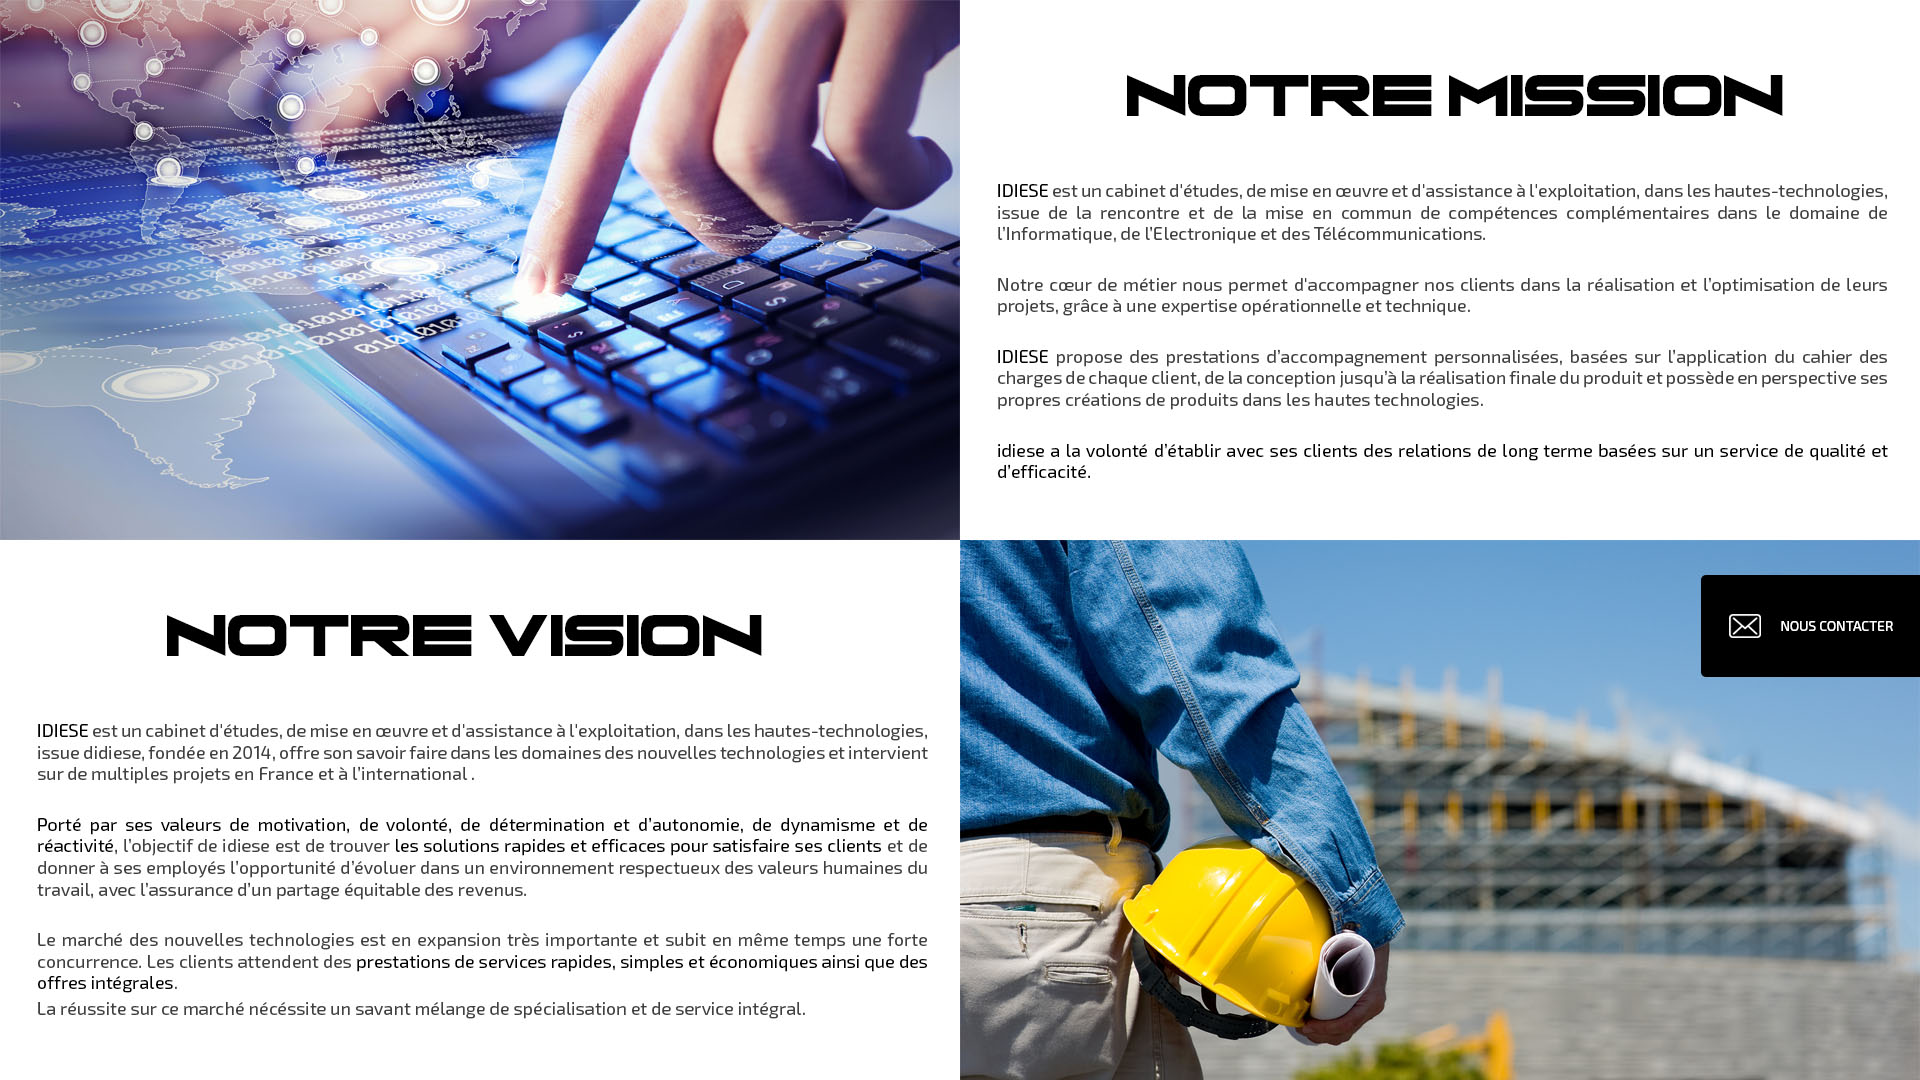 NOTRE MISSION
IDIESE est un cabinet d'études, de mise en œuvre et d'assistance à l'exploitation, dans les hautes-technologies,
issue de la rencontre et de la mise en commun de compétences complémentaires dans le domaine de
l’Informatique, de l’Electronique et des Télécommunications.
Notre cœur de métier nous permet d'accompagner nos clients dans la réalisation et l’optimisation de leurs
projets, grâce à une expertise opérationnelle et technique.
IDIESE propose des prestations d’accompagnement personnalisées, basées sur l’application du cahier des
charges de chaque client, de la conception jusqu’à la réalisation finale du produit et possède en perspective ses
propres créations de produits dans les hautes technologies.
idiese a la volonté d’établir avec ses clients des relations de long terme basées sur un service de qualité et
d’efficacité.
NOTRE VISION
IDIESE est un cabinet d'études, de mise en œuvre et d'assistance à l'exploitation, dans les hautes-technologies,
issue didiese, fondée en 2014, offre son savoir faire dans les domaines des nouvelles technologies et intervient
sur de multiples projets en France et à l’international .
Porté par ses valeurs de motivation, de volonté, de détermination et d’autonomie, de dynamisme et de
réactivité, l’objectif de idiese est de trouver les solutions rapides et efficaces pour satisfaire ses clients et de
donner à ses employés l’opportunité d’évoluer dans un environnement respectueux des valeurs humaines du
travail, avec l’assurance d’un partage équitable des revenus.
Le marché des nouvelles technologies est en expansion très importante et subit en même temps une forte
concurrence. Les clients attendent des prestations de services rapides, simples et économiques ainsi que des
offres intégrales.
La réussite sur ce marché nécéssite un savant mélange de spécialisation et de service intégral.
NOUS CONTACTER